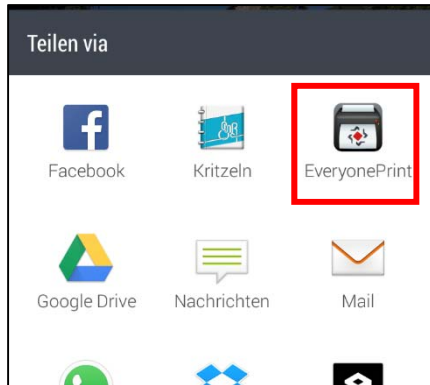 Teilen via
Facebook Kritzeln EveryonePrint
Google Drive Nachrichten Mail